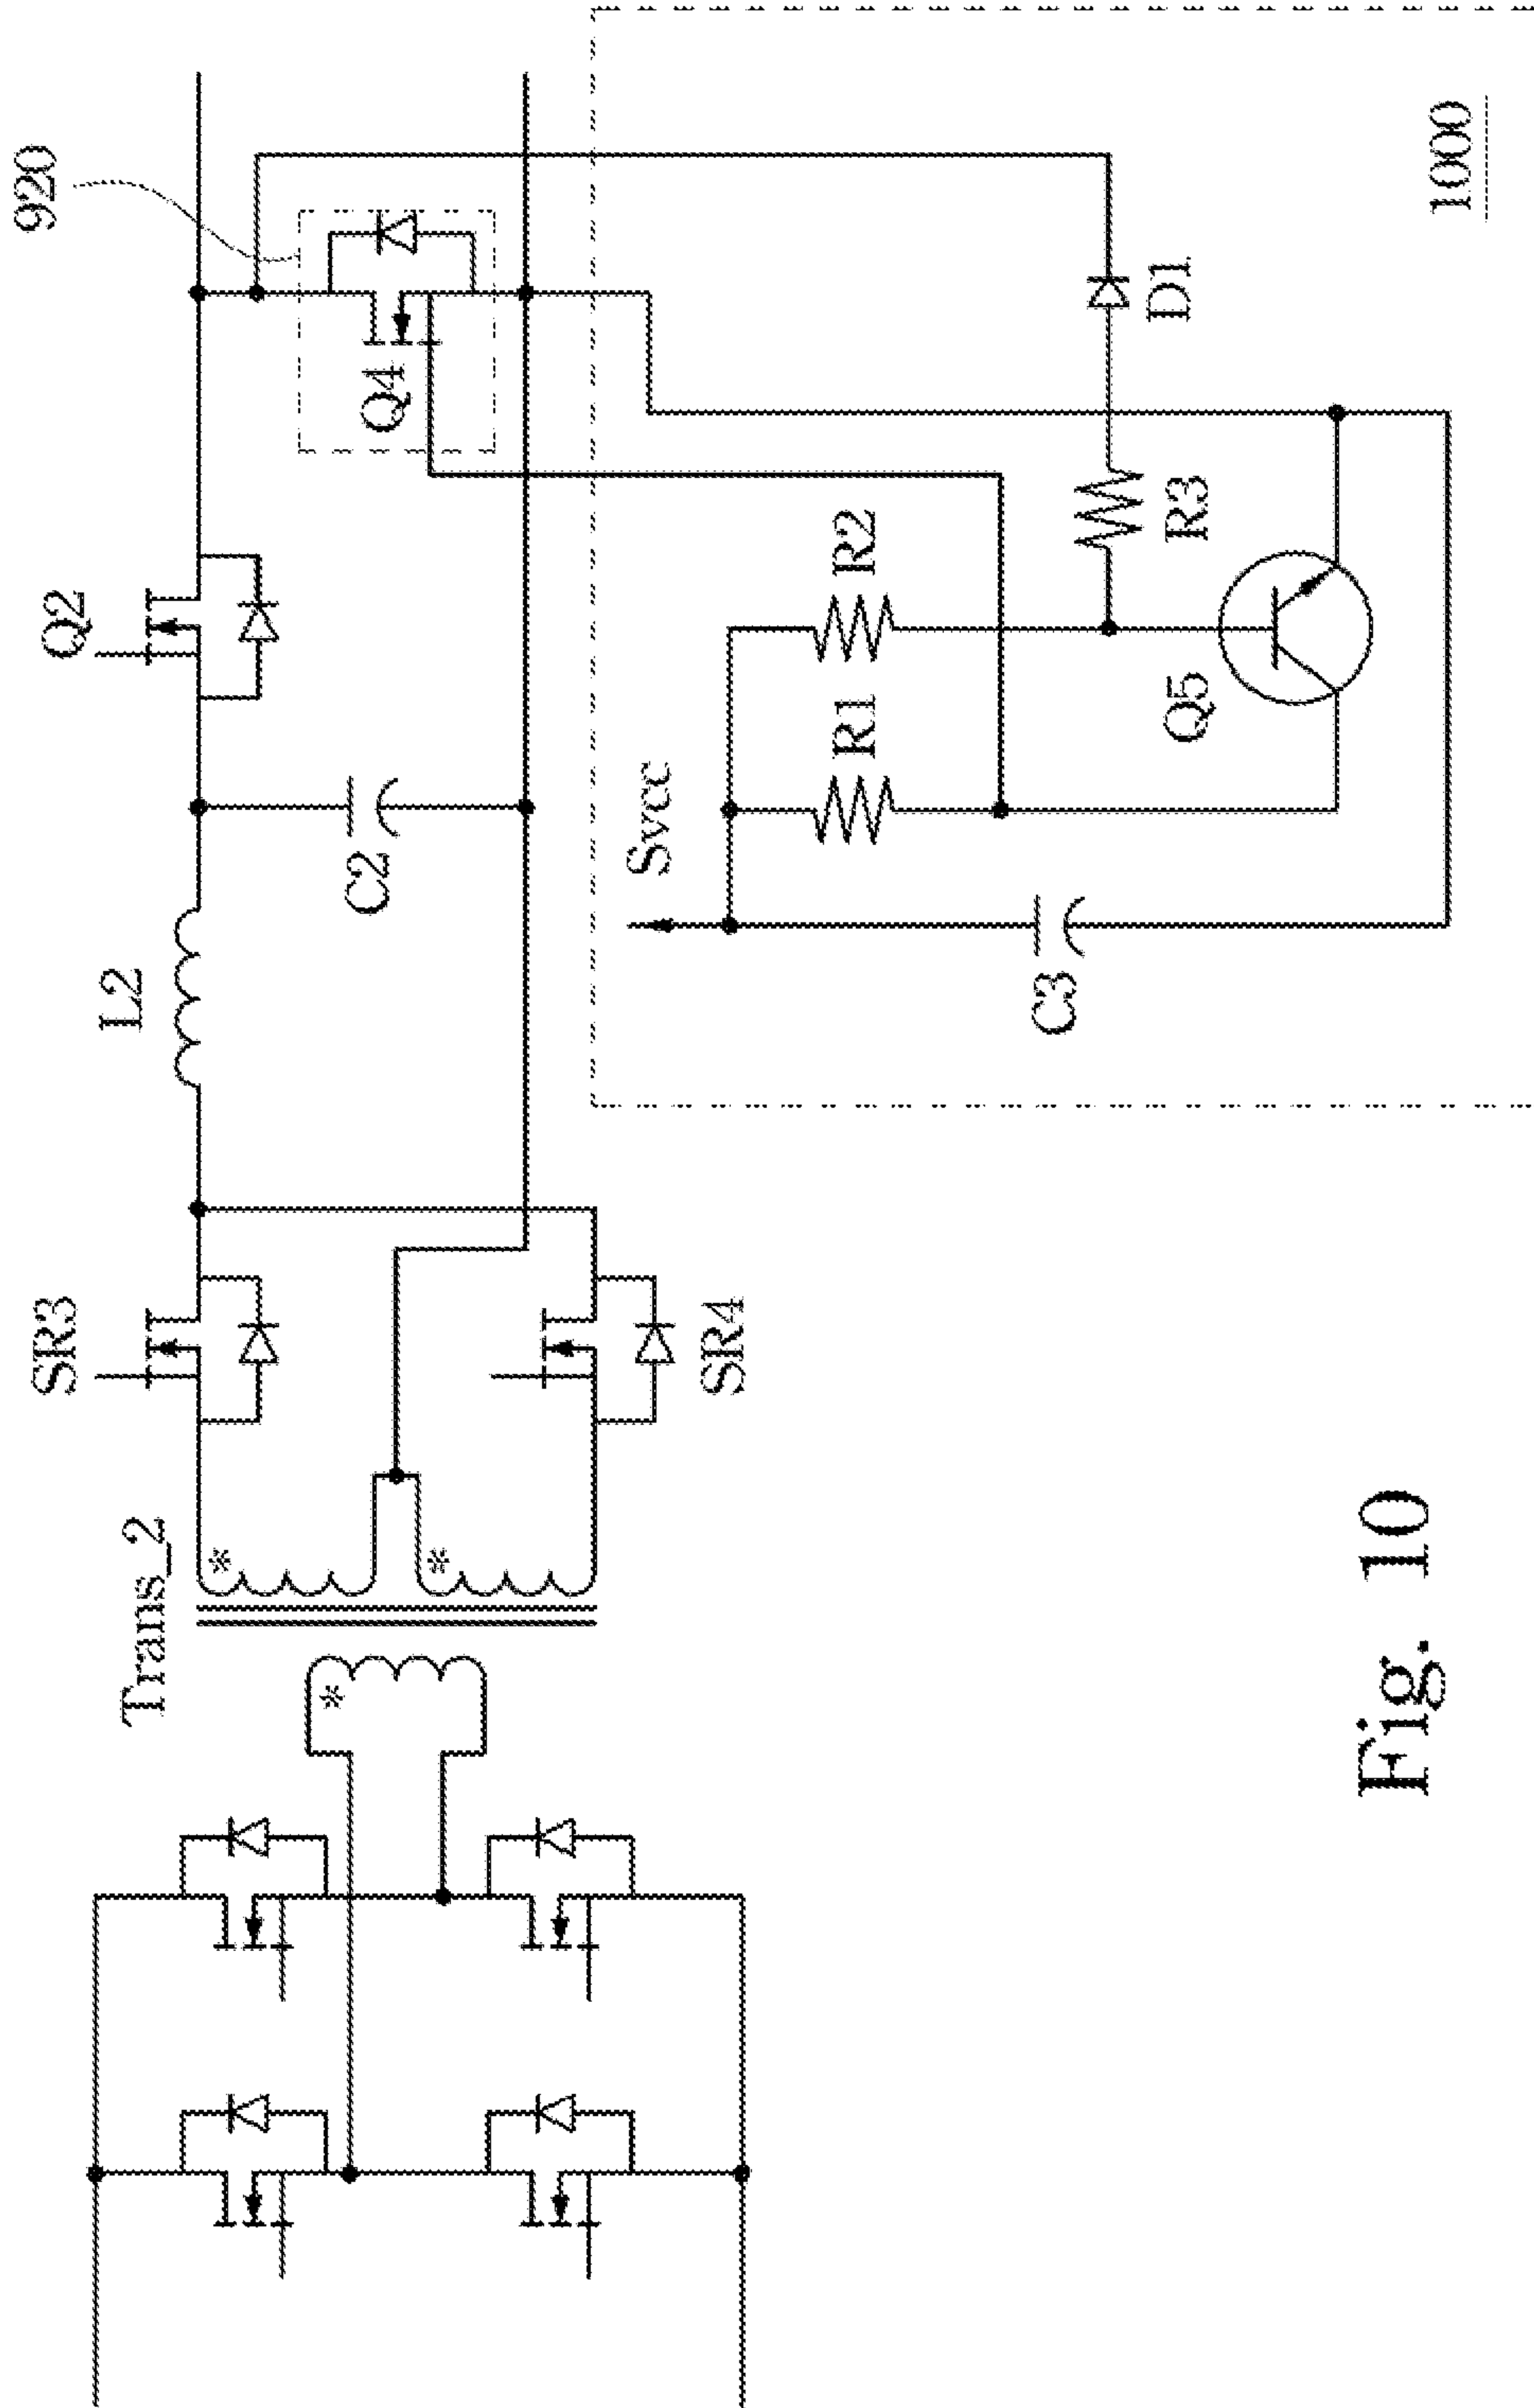 920
Trans_2
SR3
L2
Q2
Q4
C2
SR4
Svcc
R1
R2
C3
Q5
R3
D1
1000
Fig. 10